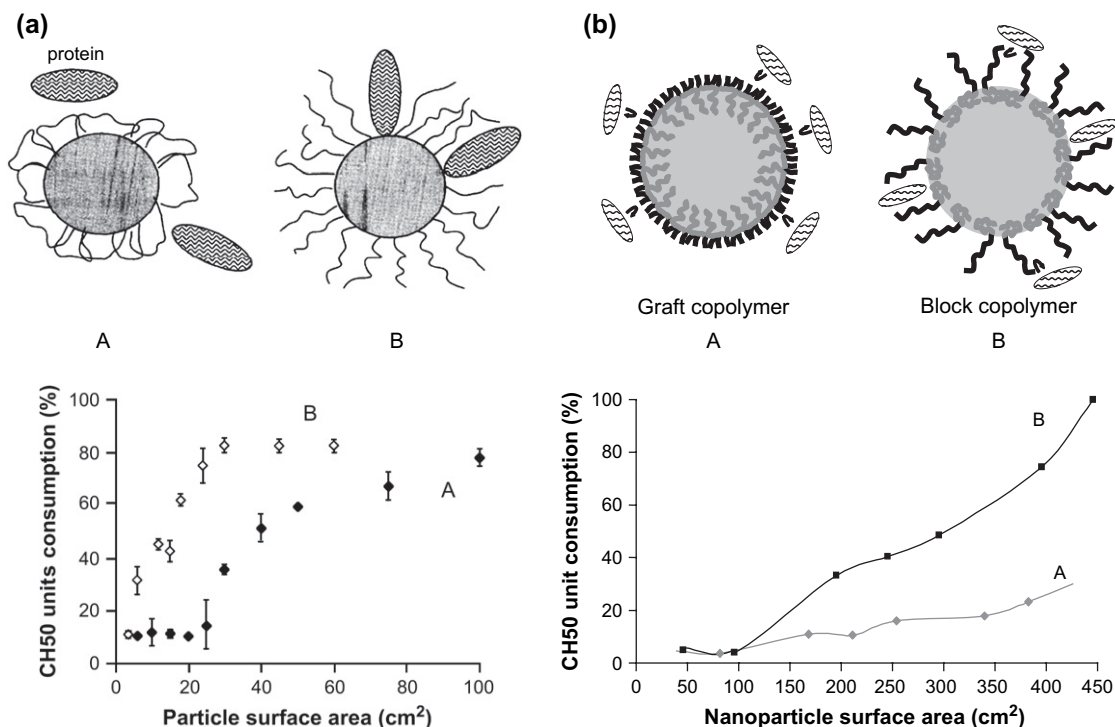 (a)
protein
A
B
CH50 units consumption (%)
100
80
60
40
20
0
B
A
0 20 40 60 80 100
Particle surface area (cm²)
(b)
Graft copolymer
Block copolymer
A
B
CH50 unit consumption (%)
100
80
60
40
20
0
B
A
0 50 100 150 200 250 300 350 400 450
Nanoparticle surface area (cm²)